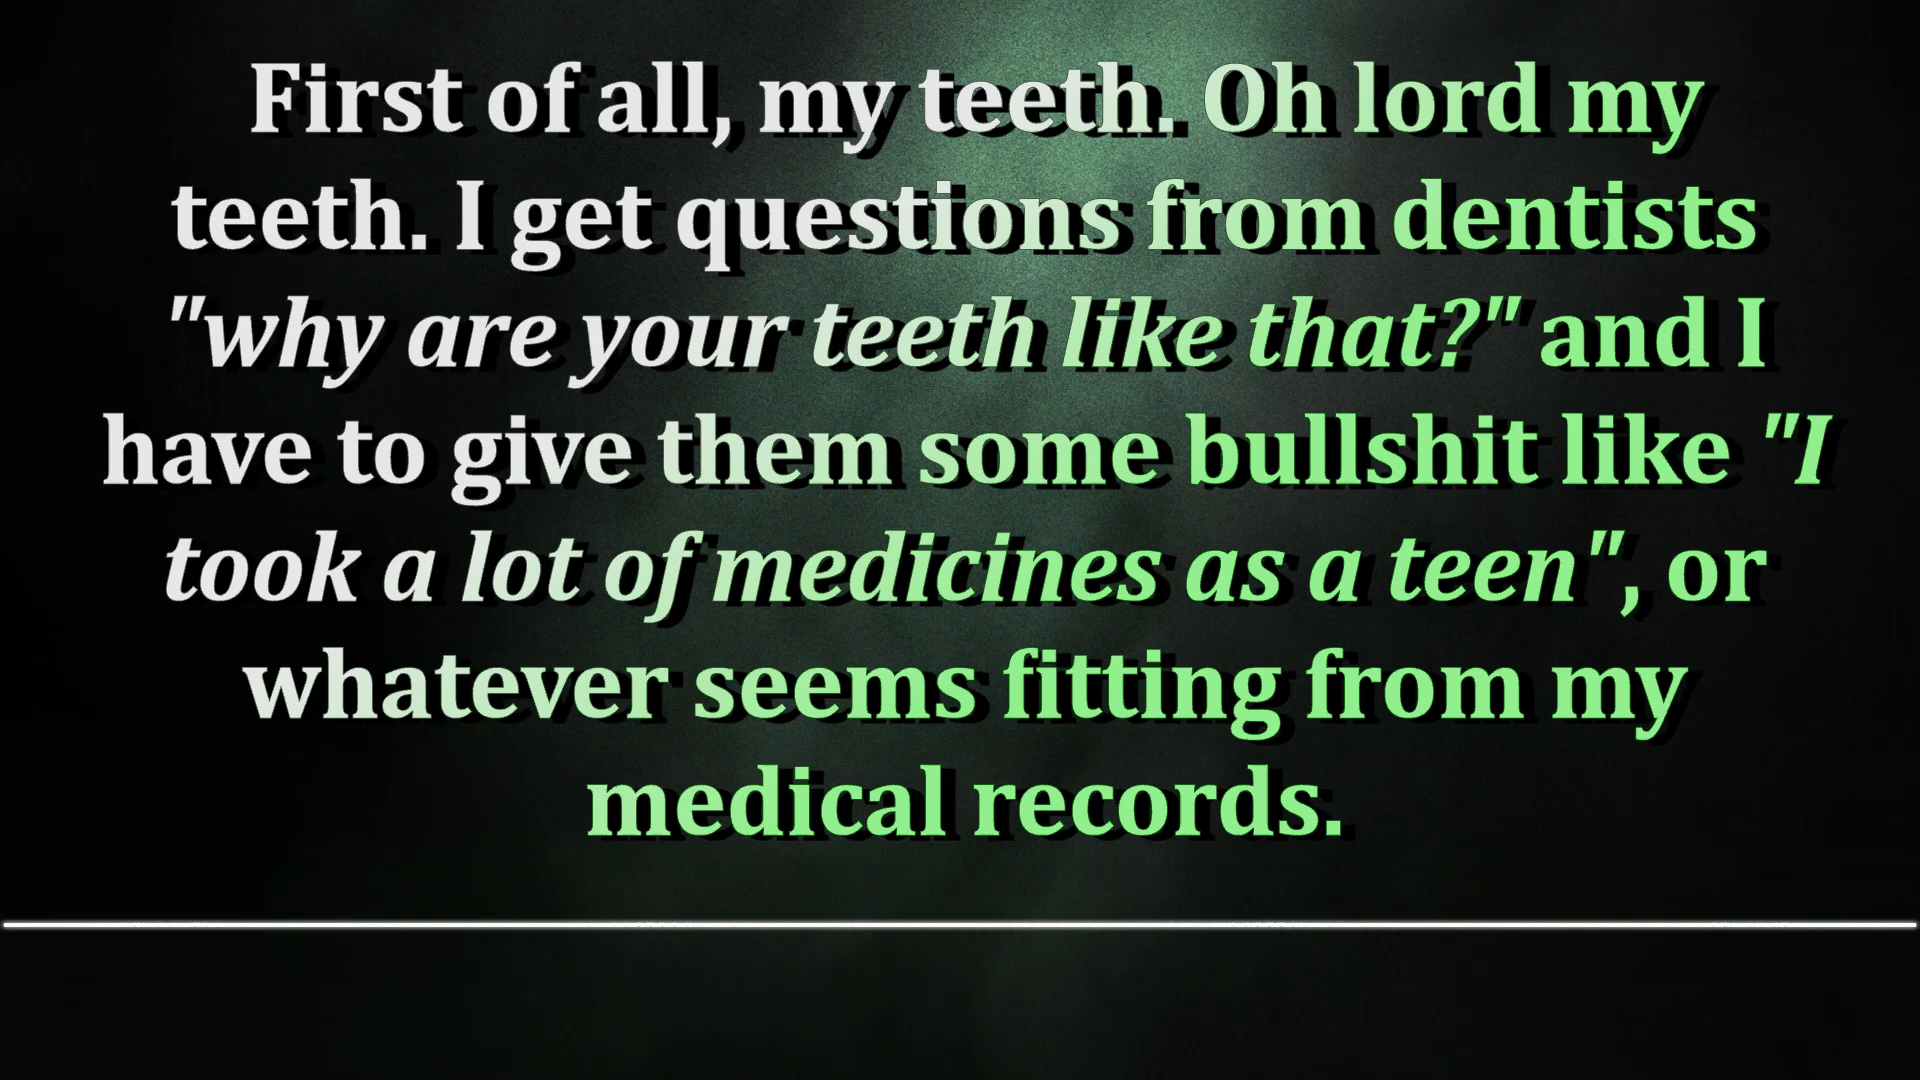 First of all, my teeth. Oh lord my
teeth. I get questions from dentists
"why are your teeth like that?" and I
have to give them some bullshit like "I
took a lot of medicines as a teen", or
whatever seems fitting from my
medical records.